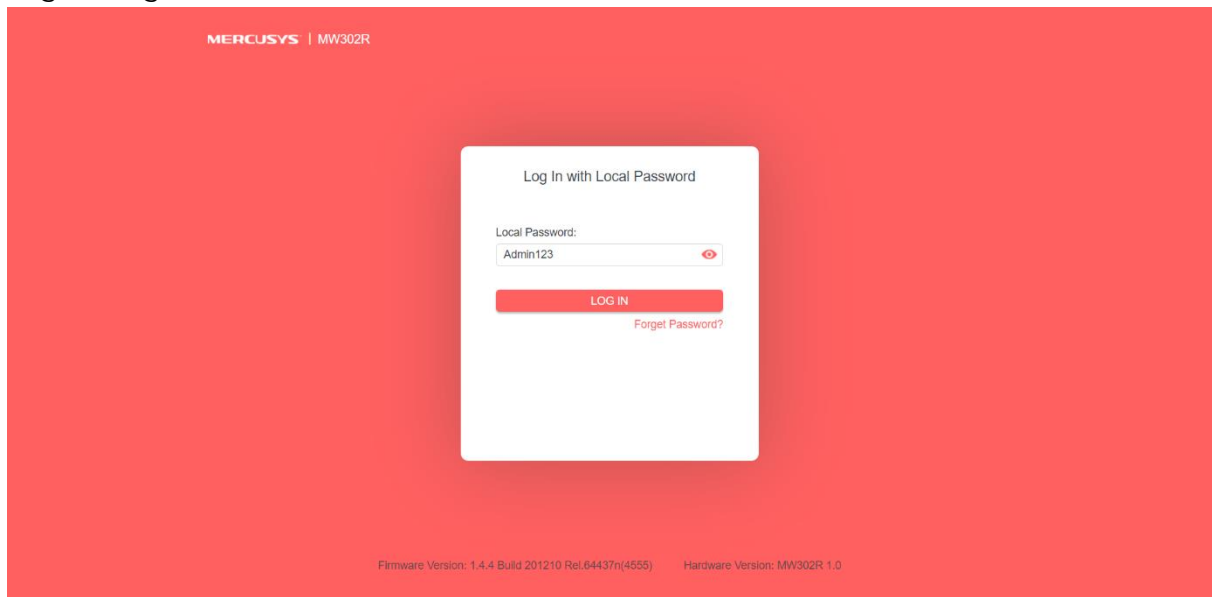 MERCUSYS | MW302R
Log In with Local Password
Local Password:
Admin123
LOG IN
Forget Password?
Firmware Version: 1.4.4 Build 201210 Rel.64437n(4555) Hardware Version: MW302R 1.0